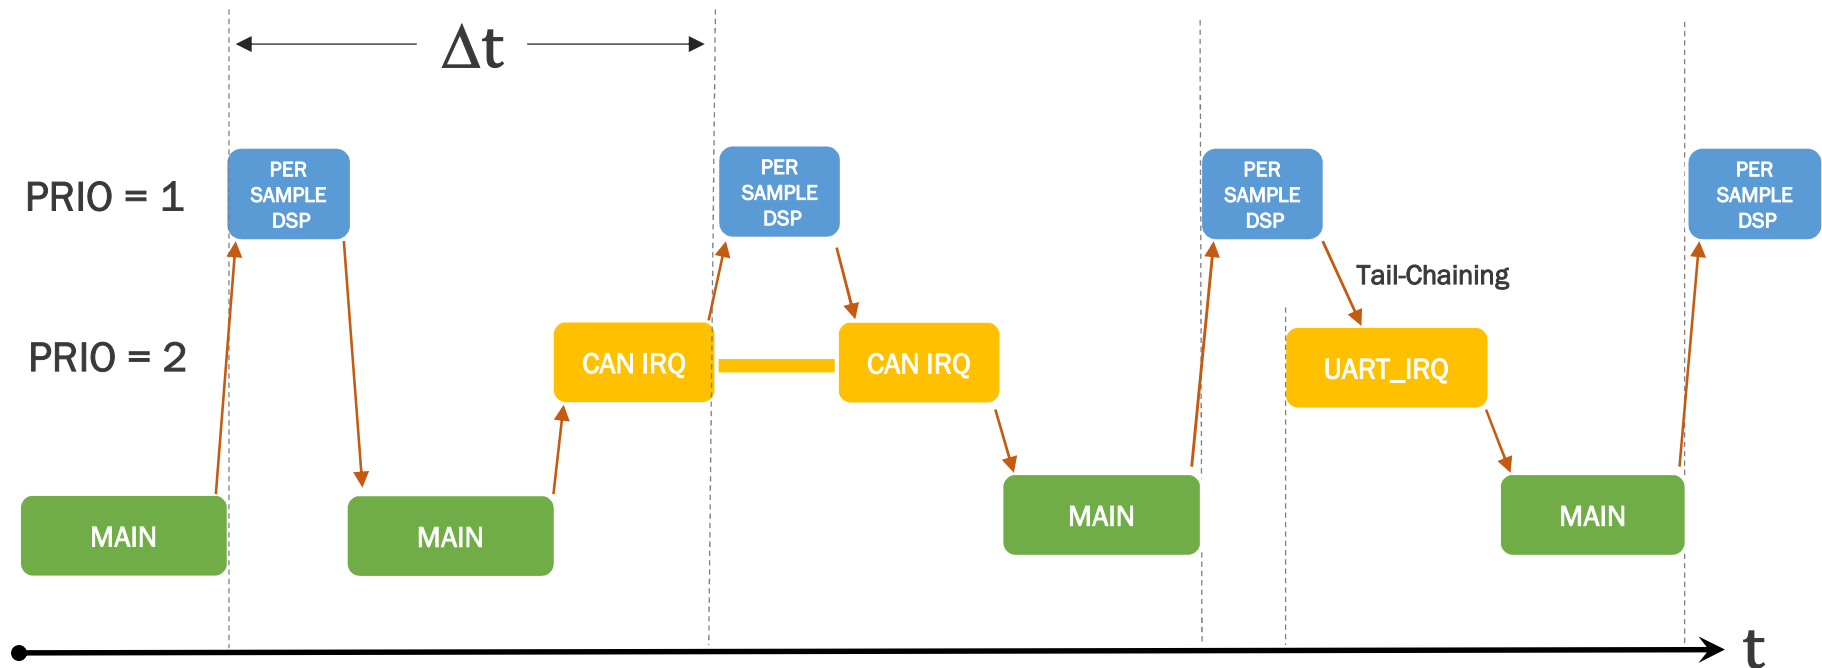 Δt
PRIO = 1
PER
SAMPLE
DSP
PER
SAMPLE
DSP
PER
SAMPLE
DSP
PER
SAMPLE
DSP
Tail-Chaining
PRIO = 2
CAN IRQ
CAN IRQ
UART_IRQ
MAIN
MAIN
MAIN
MAIN
t